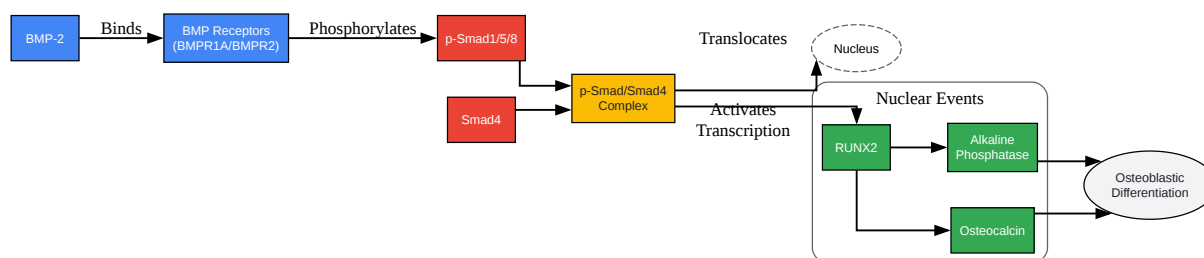 BMP-2
Binds
BMP Receptors
(BMPR1A/BMPR2)
Phosphorylates
p-Smad1/5/8
Smad4
p-Smad/Smad4
Complex
Translocates
Nucleus
Activates
Transcription
Nuclear Events
RUNX2
Alkaline
Phosphatase
Osteocalcin
Osteoblastic
Differentiation